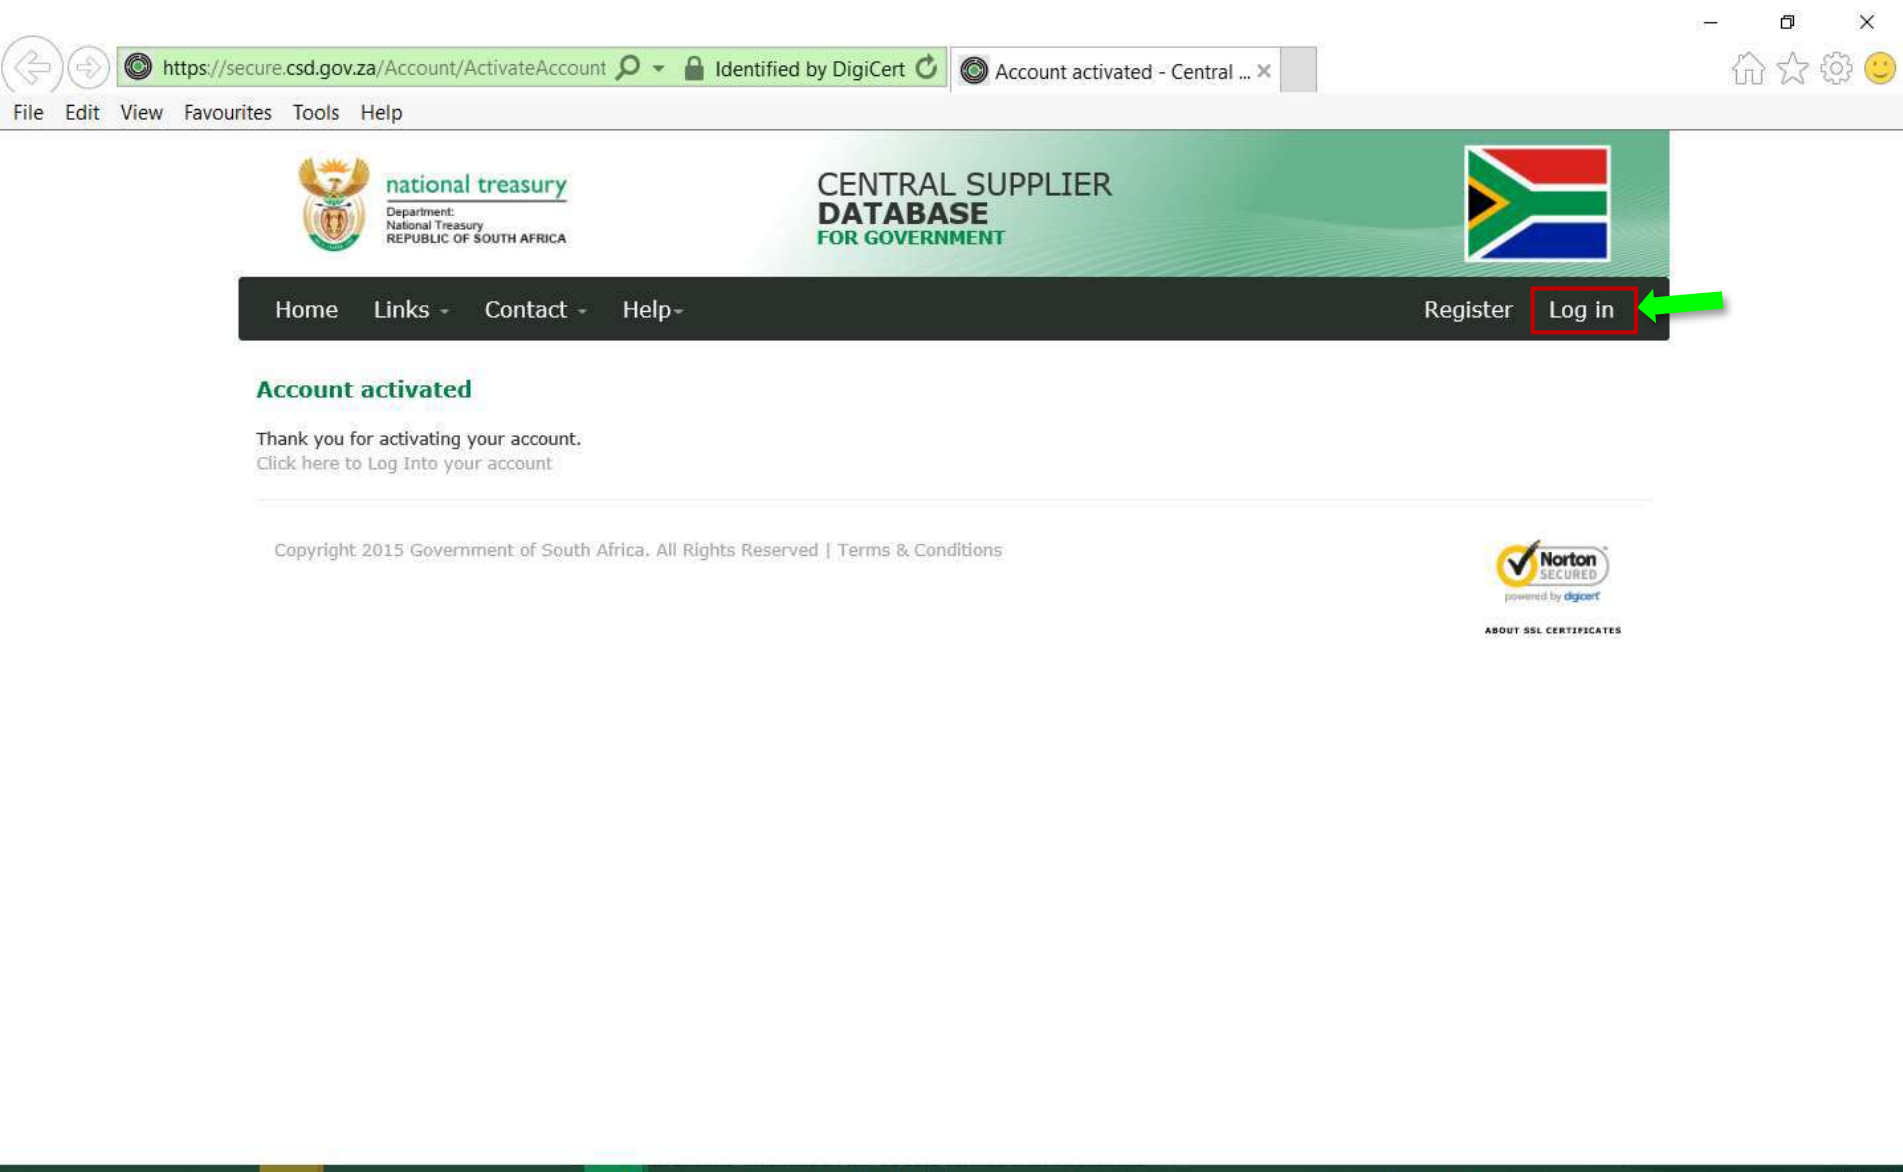 https://secure.csd.gov.za/Account/ActivateAccount
Identified by DigiCert
Account activated - Central ...
File Edit View Favourites Tools Help
national treasury
Department:
National Treasury
REPUBLIC OF SOUTH AFRICA
CENTRAL SUPPLIER
DATABASE
FOR GOVERNMENT
Home Links Contact Help
Register Log in
Account activated
Thank you for activating your account.
Click here to Log Into your account
Copyright 2015 Government of South Africa. All Rights Reserved | Terms & Conditions
Norton
SECURED
powered by digicert
ABOUT SSL CERTIFICATES